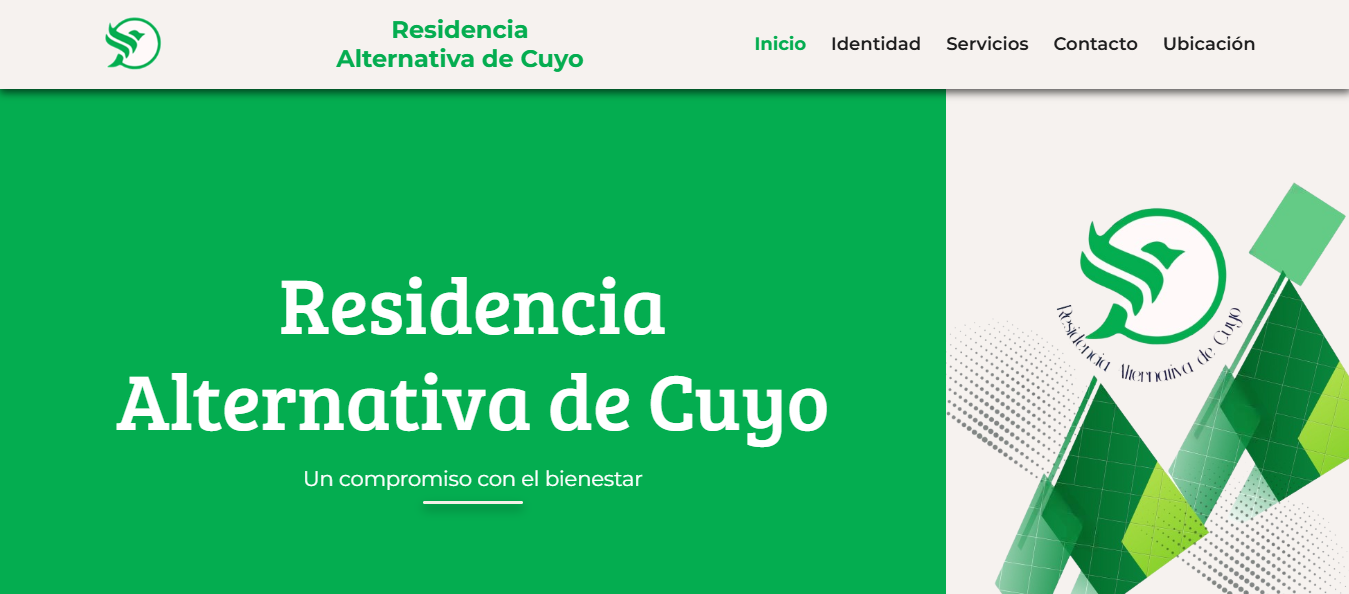 Residencia
Alternativa de Cuyo
Inicio Identidad Servicios Contacto Ubicación
Residencia
Alternativa de Cuyo
Un compromiso con el bienestar
Residencia Alternativa de Cuyo